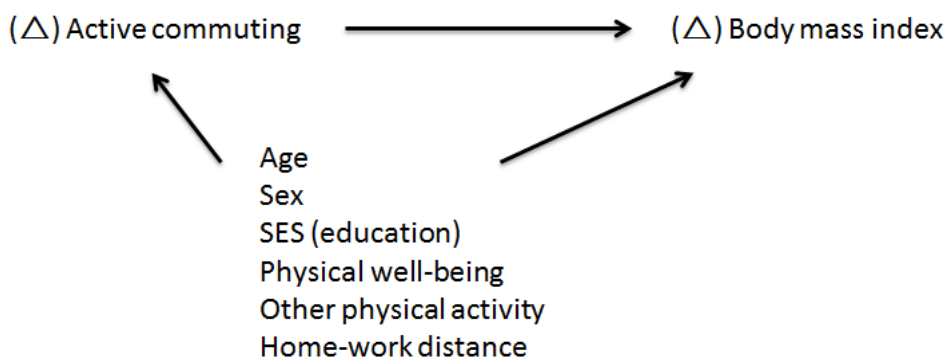 (△) Active commuting
(△) Body mass index
Age
Sex
SES (education)
Physical well-being
Other physical activity
Home-work distance